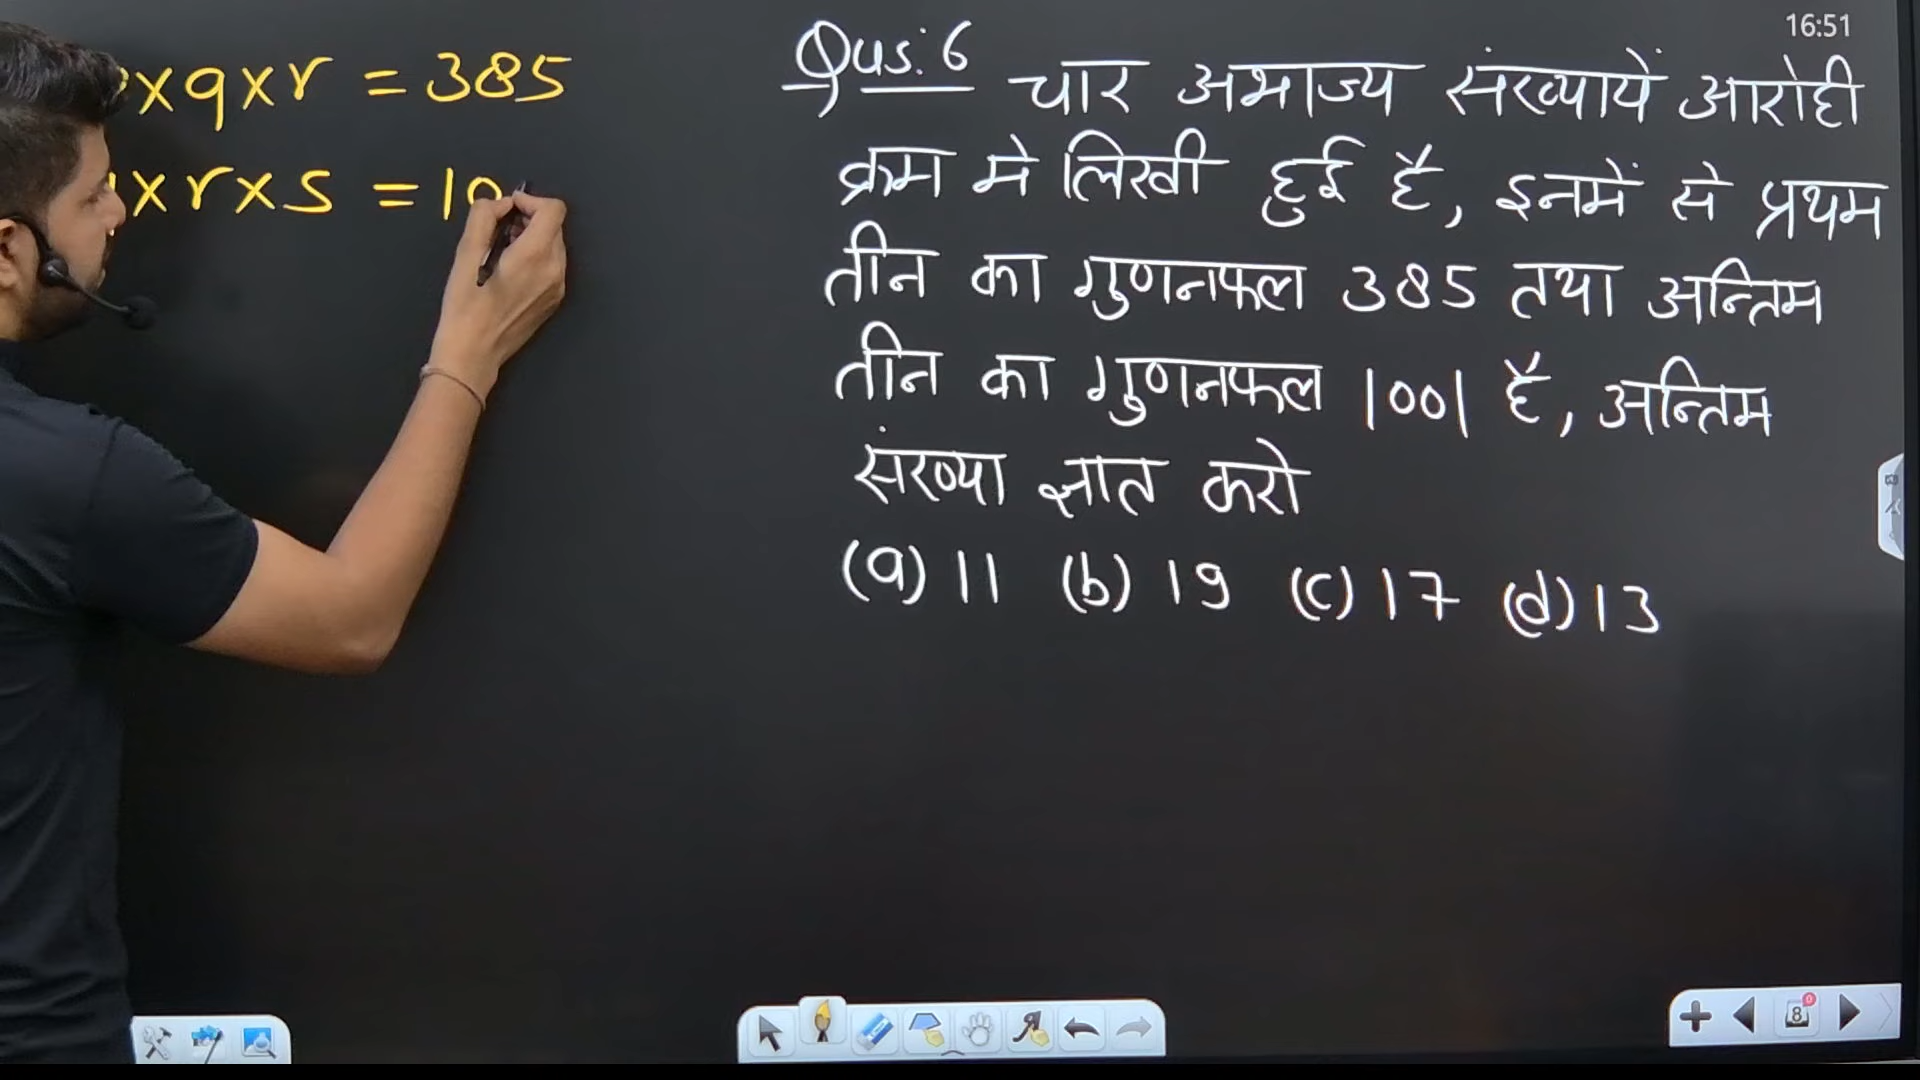 16:51
×q×r = 385
×r×s = 10
Qus: 6 चार अभाज्य संख्यायें आरोही
क्रम मे लिखी हुई है, इनमें से प्रथम
तीन का गुणनफल 385 तथा अन्तिम
तीन का गुणनफल 1001 है, अन्तिम
संख्या ज्ञात करो
(a) 11 (b) 19 (c) 17 (d) 13
8